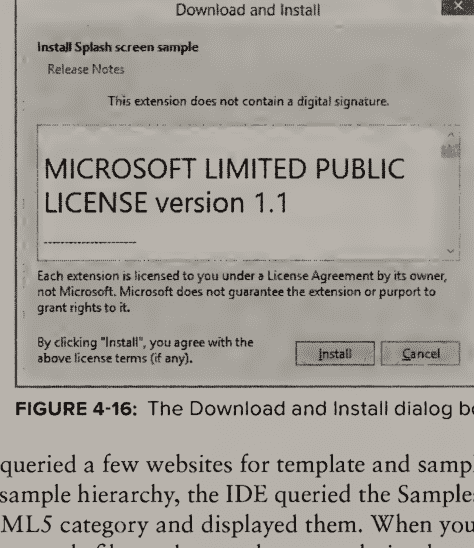 Download and Install
Install Splash screen sample
Release Notes
This extension does not contain a digital signature.
MICROSOFT LIMITED PUBLIC
LICENSE version 1.1
--------------------
Each extension is licensed to you under a License Agreement by its owner,
not Microsoft. Microsoft does not guarantee the extension or purport to
grant rights to it.
By clicking "Install", you agree with the
above license terms (if any).
Install
Cancel
FIGURE 4-16: The Download and Install dialog
queried a few websites for template and
sample hierarchy, the IDE queried the
ML5 category and displayed them. When you